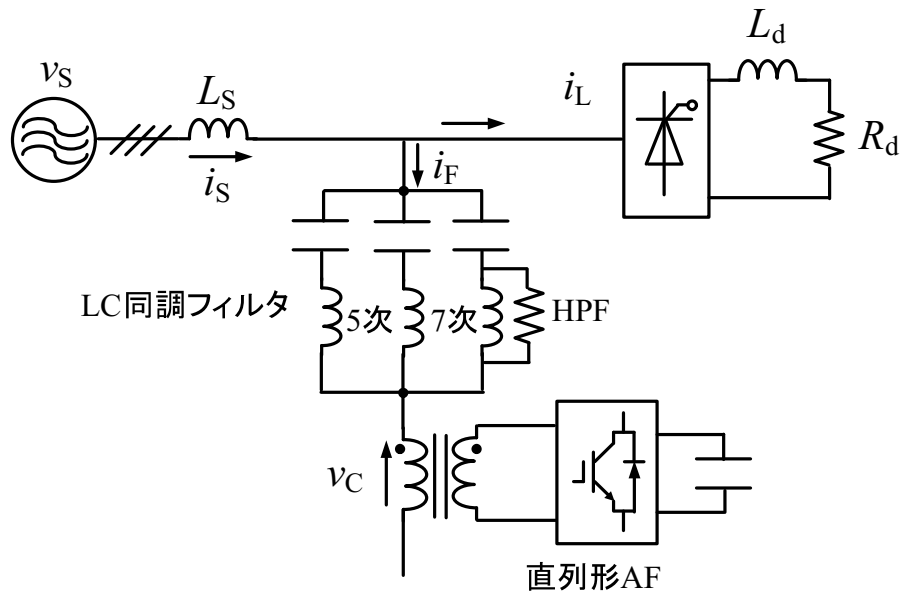 L_d
v_S
L_S
i_L
R_d
i_S
i_F
LC同調フィルタ
5次
7次
HPF
v_C
直列形AF